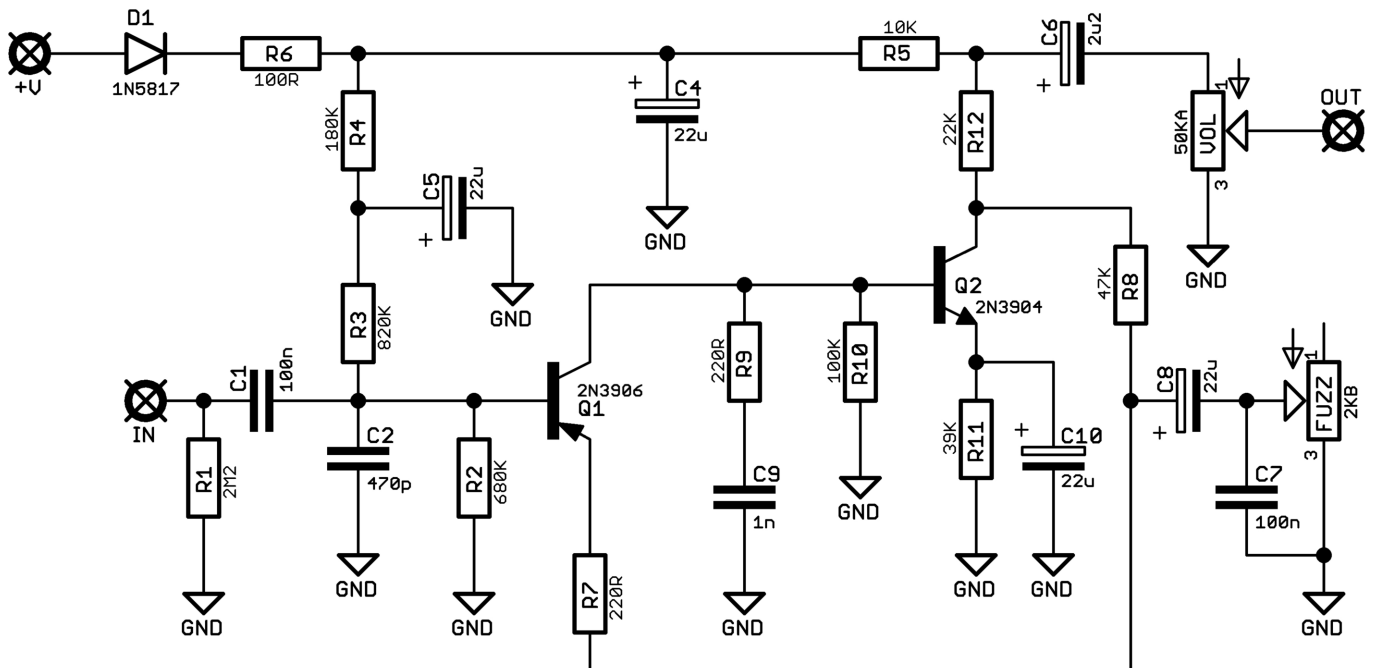 D1
+V
1N5817
R6
100R
R4
180K
C5
22u
+
GND
C4
22u
+
GND
R5
10K
C6
2u2
+
R12
22K
VOL
50KA
1
3
GND
OUT
R3
820K
IN
C1
100n
R1
2M2
GND
C2
470p
GND
R2
680K
GND
2N3906
Q1
R7
220R
R9
220R
C9
1n
GND
R10
100K
GND
Q2
2N3904
R11
39K
GND
C10
22u
+
GND
R8
47K
C8
22u
+
C7
100n
FUZZ
2KB
1
3
GND